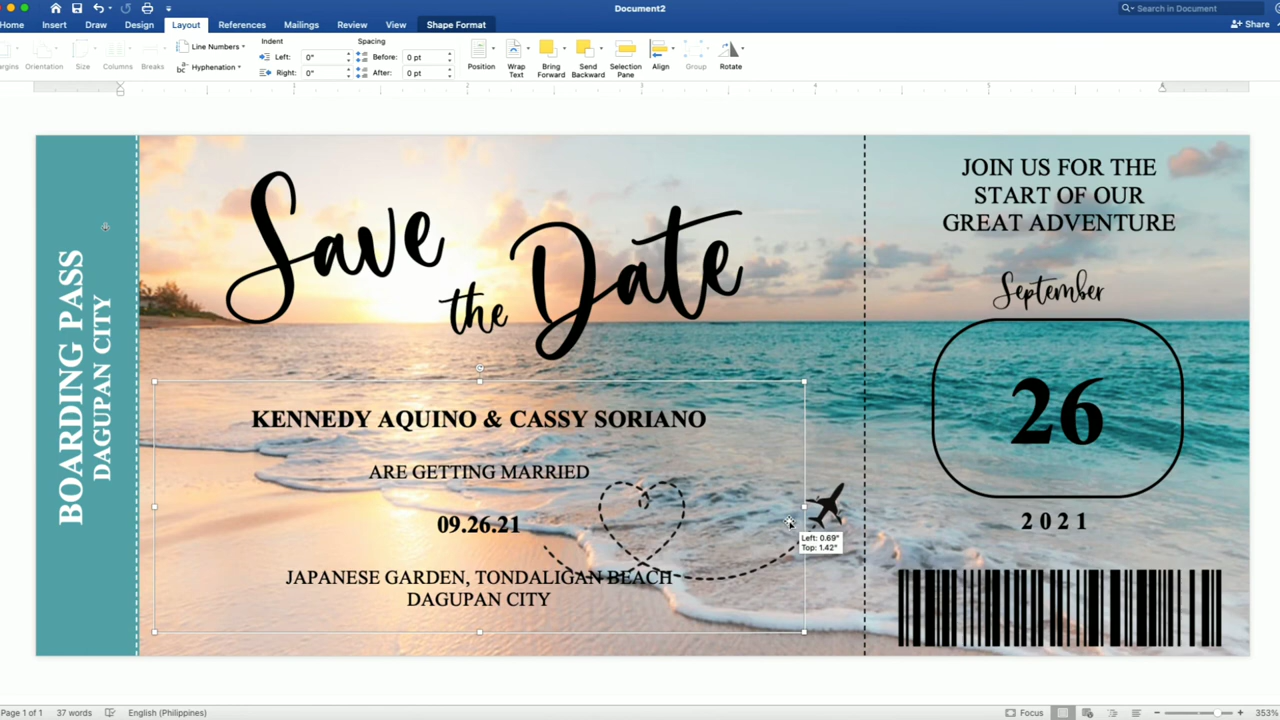 Document2
Search in Document
Home Insert Draw Design Layout References Mailings Review View Shape Format
Share
Orientation
Size
Columns
Breaks
Line Numbers
Hyphenation
Indent
Left: 0"
Right: 0"
Spacing
Before: 0 pt
After: 0 pt
Position
Wrap Text
Bring Forward
Send Backward
Selection Pane
Align
Group
Rotate
BOARDING PASS
DAGUPAN CITY
Save
the
Date
KENNEDY AQUINO & CASSY SORIANO
ARE GETTING MARRIED
09.26.21
JAPANESE GARDEN, TONDALIGAN BEACH
DAGUPAN CITY
Left: 0.69"
Top: 1.42"
JOIN US FOR THE
START OF OUR
GREAT ADVENTURE
September
26
2021
Page 1 of 1 37 words English (Philippines)
Focus
353%